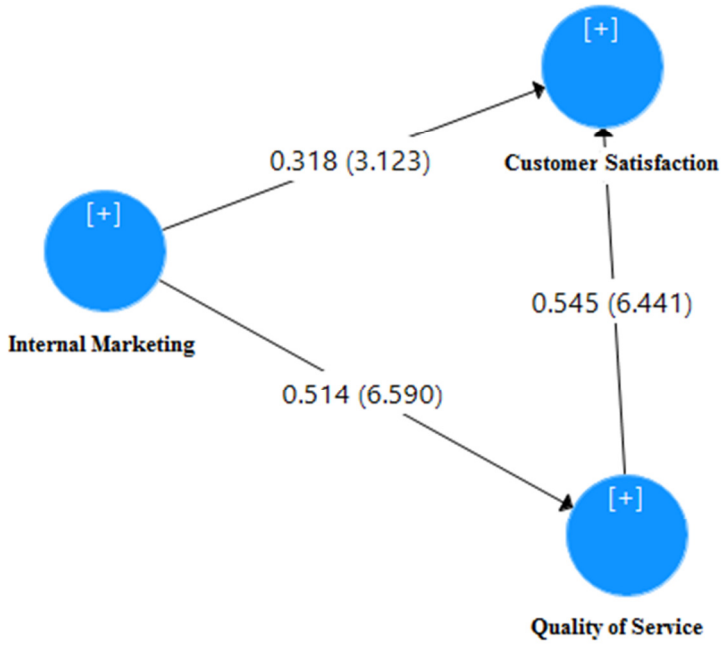 [+]
Customer Satisfaction
0.318 (3.123)
[+]
Internal Marketing
0.545 (6.441)
0.514 (6.590)
[+]
Quality of Service